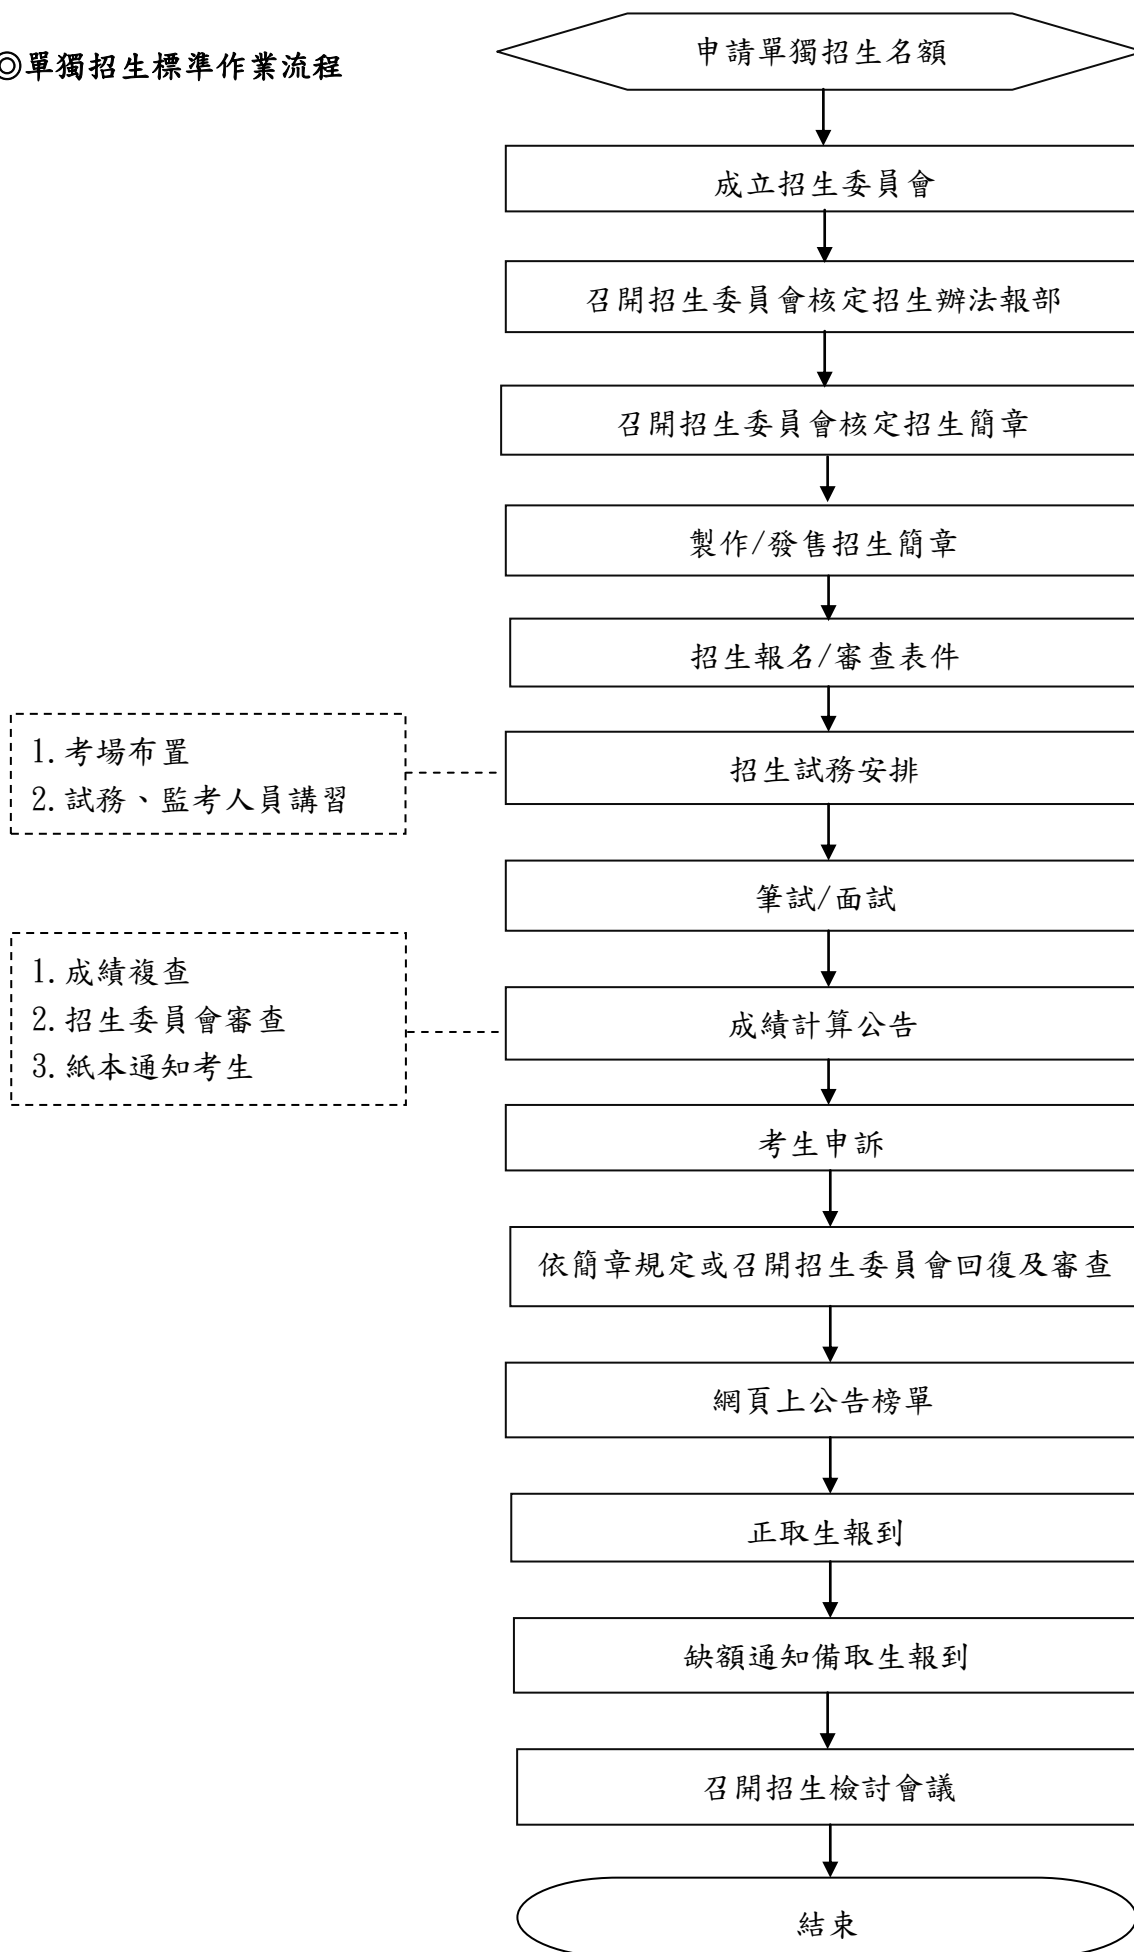 ◎單獨招生標準作業流程
申請單獨招生名額
成立招生委員會
召開招生委員會核定招生辦法報部
召開招生委員會核定招生簡章
製作/發售招生簡章
招生報名/審查表件
1.考場布置
2.試務、監考人員講習
招生試務安排
筆試/面試
1.成績複查
2.招生委員會審查
3.紙本通知考生
成績計算公告
考生申訴
依簡章規定或召開招生委員會回復及審查
網頁上公告榜單
正取生報到
缺額通知備取生報到
召開招生檢討會議
結束